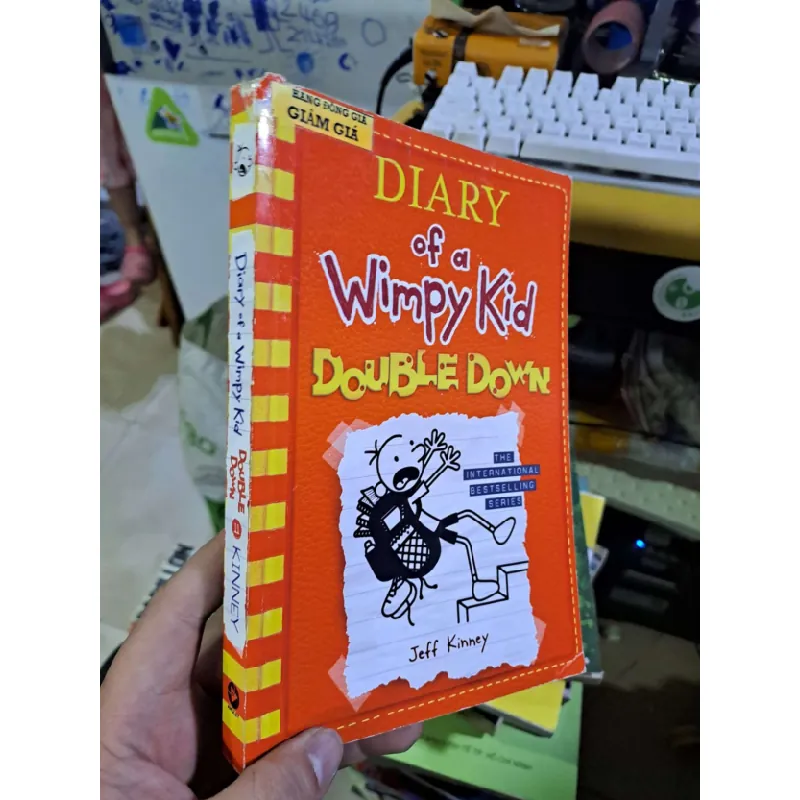 HÀNG ĐỒNG GIÁ
GIẢM GIÁ
DIARY
of a
Wimpy Kid
DOUBLE DOWN
THE
INTERNATIONAL
BESTSELLING
SERIES
Jeff Kinney
Diary of a Wimpy Kid DOUBLE DOWN 11 KINNEY